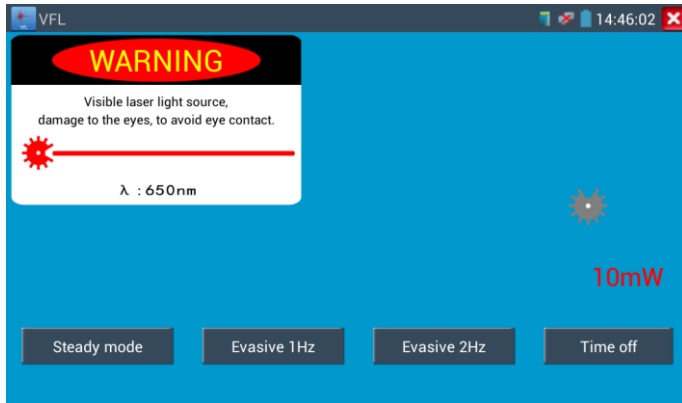 VFL
14:46:02
WARNING
Visible laser light source,
damage to the eyes, to avoid eye contact.
λ :650nm
10mW
Steady mode
Evasive 1Hz
Evasive 2Hz
Time off